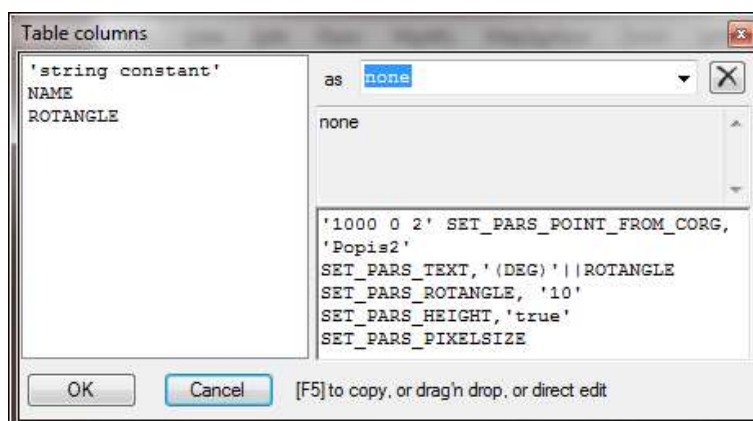 Table columns
'string constant'
NAME
ROTANGLE
as none
none
'1000 0 2' SET_PARS_POINT_FROM_CORG,
'Popis2'
SET_PARS_TEXT,'(DEG)'||ROTANGLE
SET_PARS_ROTANGLE, '10'
SET_PARS_HEIGHT,'true'
SET_PARS_PIXELSIZE
OK
Cancel
[F5] to copy, or drag'n drop, or direct edit